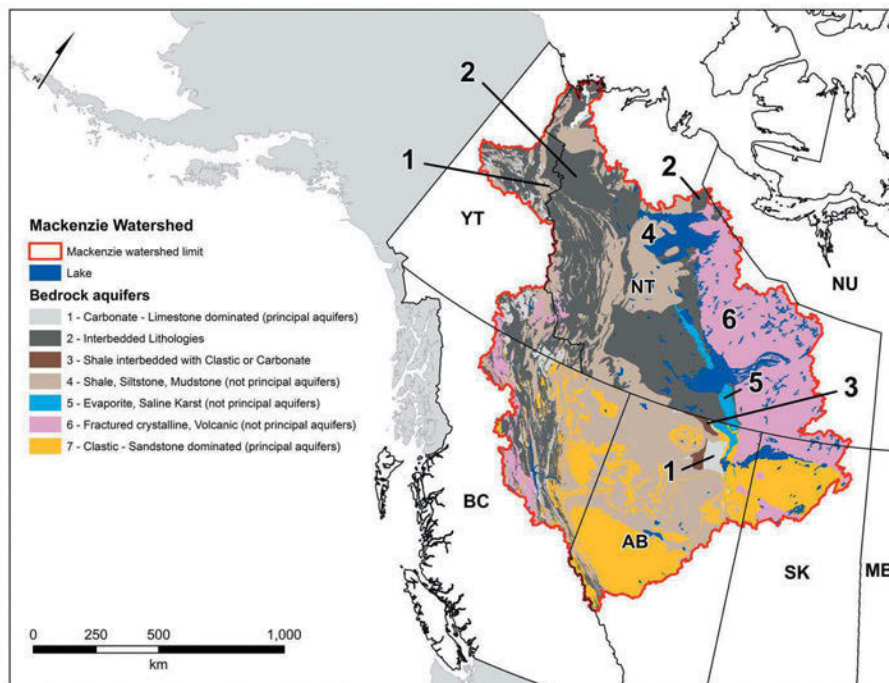 2
1
2
YT
4
NT
NU
6
5
3
1
BC
AB
SK
MB
Mackenzie Watershed
Mackenzie watershed limit
Lake
Bedrock aquifers
1 - Carbonate - Limestone dominated (principal aquifers)
2 - Interbedded Lithologies
3 - Shale interbedded with Clastic or Carbonate
4 - Shale, Siltstone, Mudstone (not principal aquifers)
5 - Evaporite, Saline Karst (not principal aquifers)
6 - Fractured crystalline, Volcanic (not principal aquifers)
7 - Clastic - Sandstone dominated (principal aquifers)
0 250 500 1,000
km